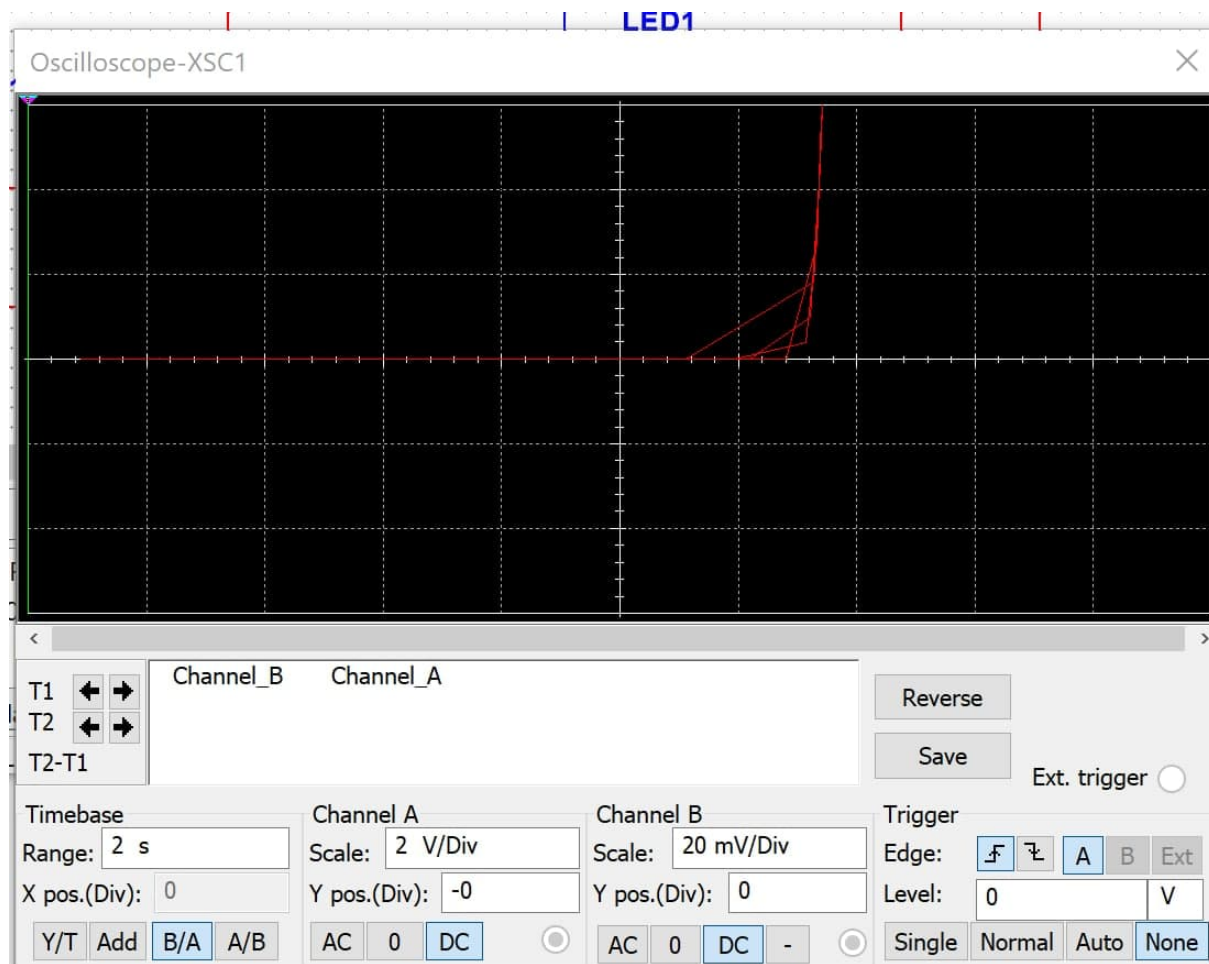 LED1
Oscilloscope-XSC1
Channel_B Channel_A
T1
T2
T2-T1
Reverse
Save
Ext. trigger
Timebase
Range: 2 s
X pos.(Div): 0
Y/T Add B/A A/B
Channel A
Scale: 2 V/Div
Y pos.(Div): -0
AC 0 DC
Channel B
Scale: 20 mV/Div
Y pos.(Div): 0
AC 0 DC -
Trigger
Edge: A B Ext
Level: 0 V
Single Normal Auto None